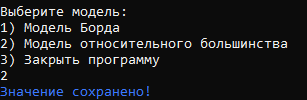 Выберите модель:
1) Модель Борда
2) Модель относительного большинства
3) Закрыть программу
2
Значение сохранено!